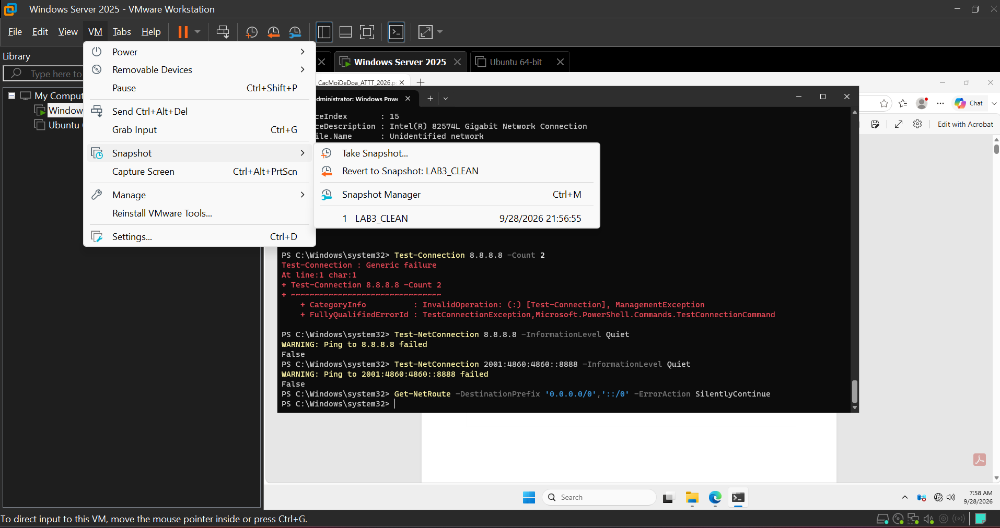 Windows Server 2025 - VMware Workstation
File Edit View VM Tabs Help
Library
Type here to
My Comput
Window
Ubuntu
Power
Removable Devices
Pause Ctrl+Shift+P
Send Ctrl+Alt+Del
Grab Input Ctrl+G
Snapshot
Capture Screen Ctrl+Alt+PrtScn
Manage
Reinstall VMware Tools...
Settings... Ctrl+D
Take Snapshot...
Revert to Snapshot: LAB3_CLEAN
Snapshot Manager Ctrl+M
1 LAB3_CLEAN 9/28/2026 21:56:55
Windows Server 2025
Ubuntu 64-bit
CacMoiDeDoa_ATTT_2026.p
Chat
Edit with Acrobat
dministrator: Windows Powe
ceIndex : 15
ceDescription : Intel(R) 82574L Gigabit Network Connection
ile.Name : Unidentified network
PS C:\Windows\system32> Test-Connection 8.8.8.8 -Count 2
Test-Connection : Generic failure
At line:1 char:1
+ Test-Connection 8.8.8.8 -Count 2
+ ~~~~~~~~~~~~~~~~~~~~~~~~~~~~~~~~
+ CategoryInfo : InvalidOperation: (:) [Test-Connection], ManagementException
+ FullyQualifiedErrorId : TestConnectionException,Microsoft.PowerShell.Commands.TestConnectionCommand
PS C:\Windows\system32> Test-NetConnection 8.8.8.8 -InformationLevel Quiet
WARNING: Ping to 8.8.8.8 failed
False
PS C:\Windows\system32> Test-NetConnection 2001:4860:4860::8888 -InformationLevel Quiet
WARNING: Ping to 2001:4860:4860::8888 failed
False
PS C:\Windows\system32> Get-NetRoute -DestinationPrefix '0.0.0.0/0','::/0' -ErrorAction SilentlyContinue
PS C:\Windows\system32>
Search
7:58 AM
9/28/2026
To direct input to this VM, move the mouse pointer inside or press Ctrl+G.